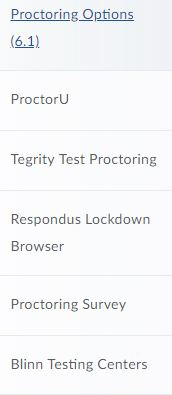 Proctoring Options
(6.1)
ProctorU
Tegrity Test Proctoring
Respondus Lockdown
Browser
Proctoring Survey
Blinn Testing Centers